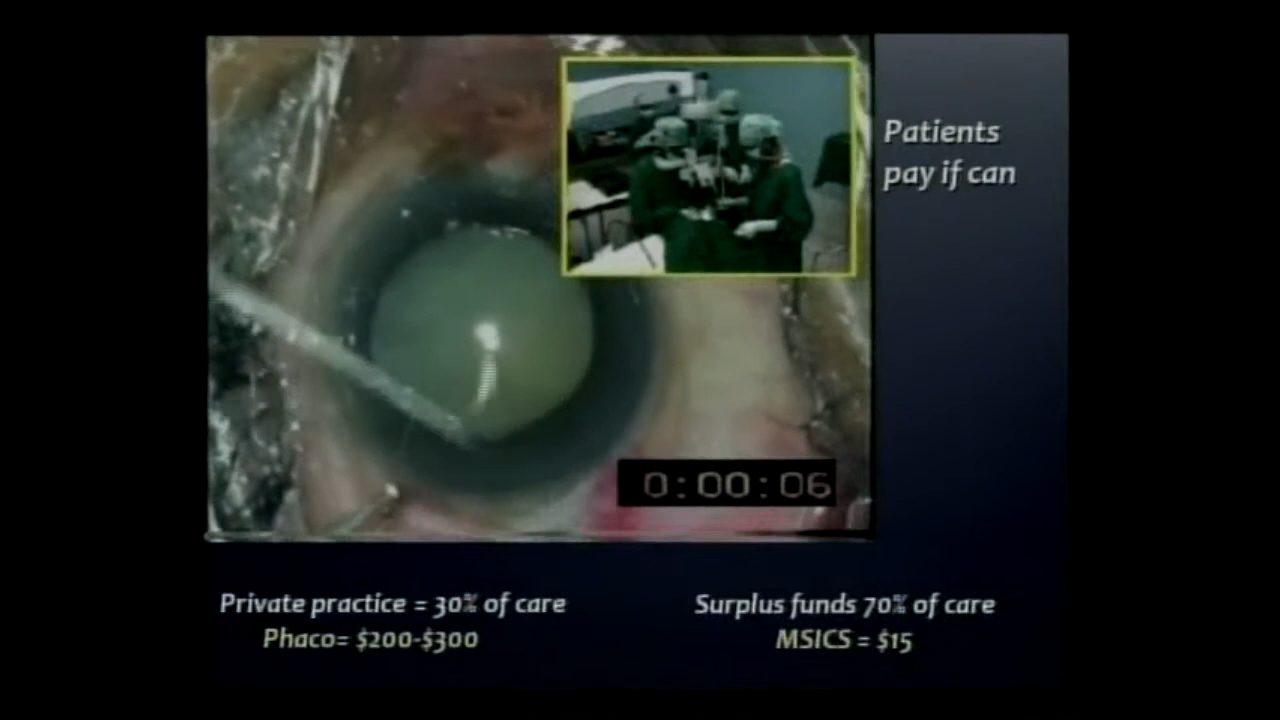 Patients
pay if can
0:00:06
Private practice = 30% of care
Phaco= $200-$300
Surplus funds 70% of care
MSICS = $15